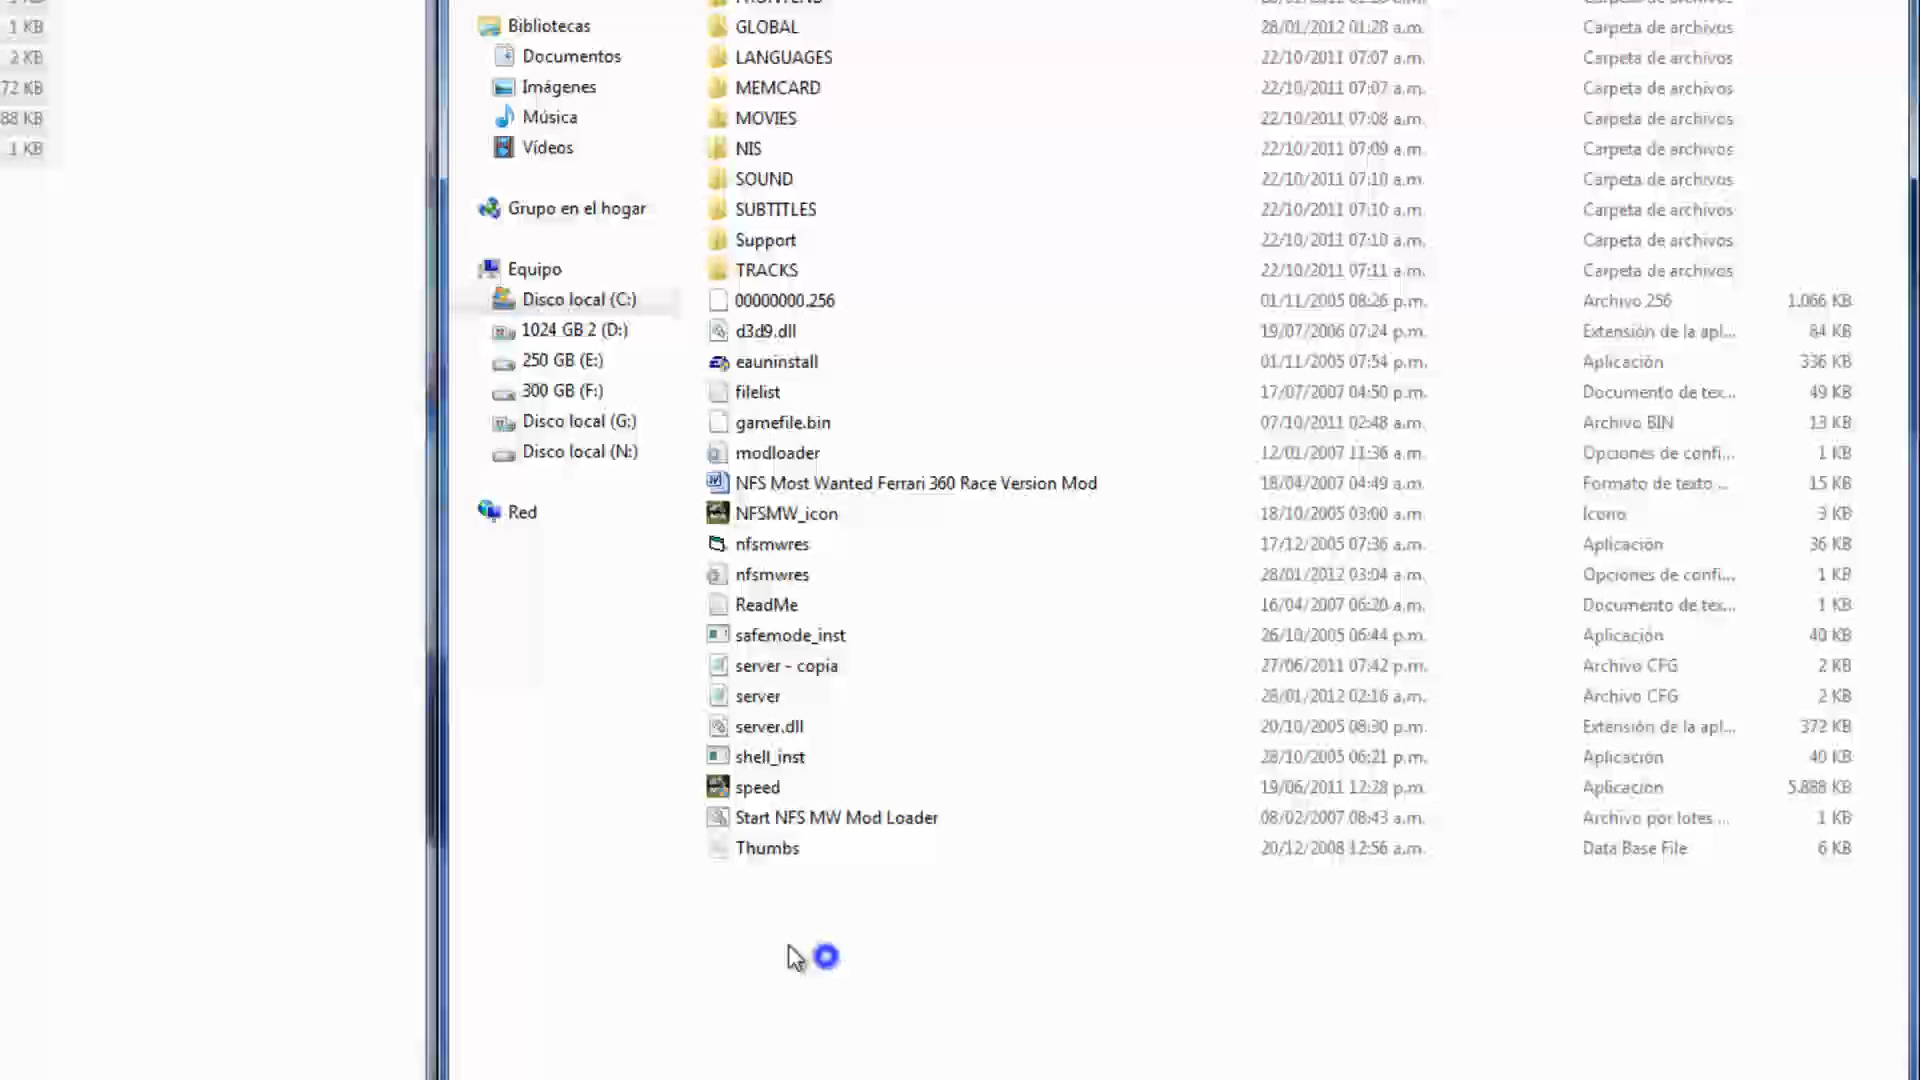 1 KB
2 KB
72 KB
88 KB
1 KB
Bibliotecas
Documentos
Imágenes
Música
Vídeos
Grupo en el hogar
Equipo
Disco local (C:)
1024 GB 2 (D:)
250 GB (E:)
300 GB (F:)
Disco local (G:)
Disco local (N:)
Red
GLOBAL 28/01/2012 01:28 a.m. Carpeta de archivos
LANGUAGES 22/10/2011 07:07 a.m. Carpeta de archivos
MEMCARD 22/10/2011 07:07 a.m. Carpeta de archivos
MOVIES 22/10/2011 07:08 a.m. Carpeta de archivos
NIS 22/10/2011 07:09 a.m. Carpeta de archivos
SOUND 22/10/2011 07:10 a.m. Carpeta de archivos
SUBTITLES 22/10/2011 07:10 a.m. Carpeta de archivos
Support 22/10/2011 07:10 a.m. Carpeta de archivos
TRACKS 22/10/2011 07:11 a.m. Carpeta de archivos
00000000.256 01/11/2005 08:26 p.m. Archivo 256 1.066 KB
d3d9.dll 19/07/2006 07:24 p.m. Extensión de la apl... 84 KB
eauninstall 01/11/2005 07:54 p.m. Aplicación 336 KB
filelist 17/07/2007 04:50 p.m. Documento de tex... 49 KB
gamefile.bin 07/10/2011 02:48 a.m. Archivo BIN 13 KB
modloader 12/01/2007 11:36 a.m. Opciones de confi... 1 KB
NFS Most Wanted Ferrari 360 Race Version Mod 18/04/2007 04:49 a.m. Formato de texto ... 15 KB
NFSMW_icon 18/10/2005 03:00 a.m. Icono 3 KB
nfsmwres 17/12/2005 07:36 a.m. Aplicación 36 KB
nfsmwres 28/01/2012 03:04 a.m. Opciones de confi... 1 KB
ReadMe 16/04/2007 06:20 a.m. Documento de tex... 1 KB
safemode_inst 26/10/2005 06:44 p.m. Aplicación 40 KB
server - copia 27/06/2011 07:42 p.m. Archivo CFG 2 KB
server 28/01/2012 02:16 a.m. Archivo CFG 2 KB
server.dll 20/10/2005 08:30 p.m. Extensión de la apl... 372 KB
shell_inst 28/10/2005 06:21 p.m. Aplicación 40 KB
speed 19/06/2011 12:28 p.m. Aplicación 5.888 KB
Start NFS MW Mod Loader 08/02/2007 08:43 a.m. Archivo por lotes ... 1 KB
Thumbs 20/12/2008 12:56 a.m. Data Base File 6 KB